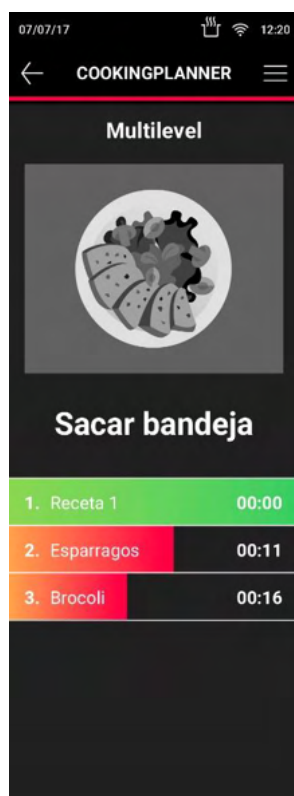 07/07/17 12:20
COOKINGPLANNER
Multilevel
Sacar bandeja
1. Receta 1 00:00
2. Esparragos 00:11
3. Brocoli 00:16